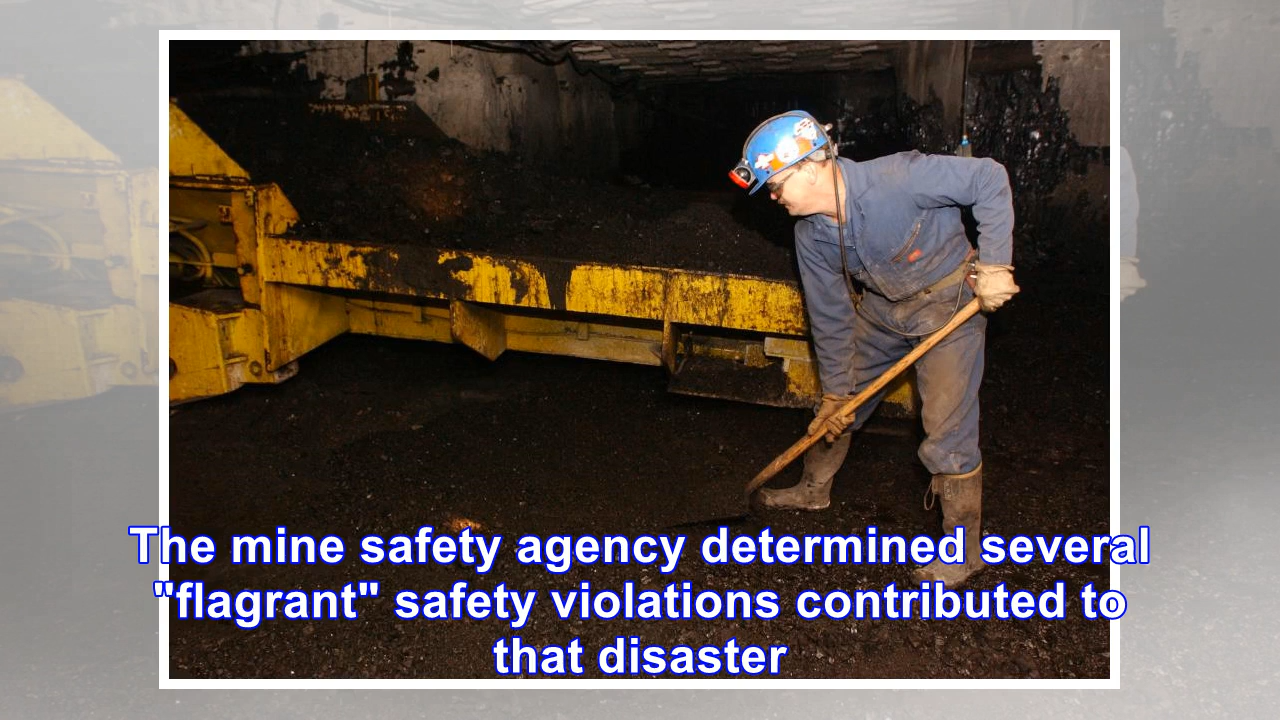 The mine safety agency determined several
"flagrant" safety violations contributed to
that disaster